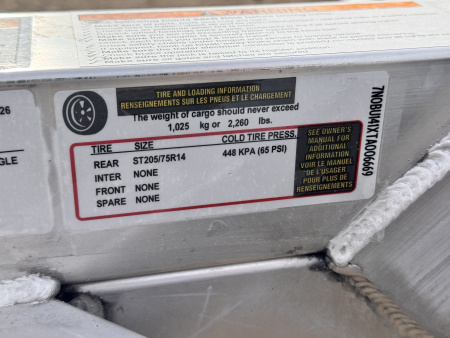 WARNING
26
GLE
TIRE AND LOADING INFORMATION
RENSEIGNEMENTS SUR LES PNEUS ET LE CHARGEMENT
The weight of cargo should never exceed
1,025 kg or 2,260 lbs.
TIRE SIZE COLD TIRE PRESS.
REAR ST205/75R14 448 KPA (65 PSI)
INTER NONE
FRONT NONE
SPARE NONE
SEE OWNER'S
MANUAL FOR
ADDITIONAL
INFORMATION
VOIR LE MANUEL
DE L'USAGER
POUR PLUS DE
RENSEIGNEMENTS